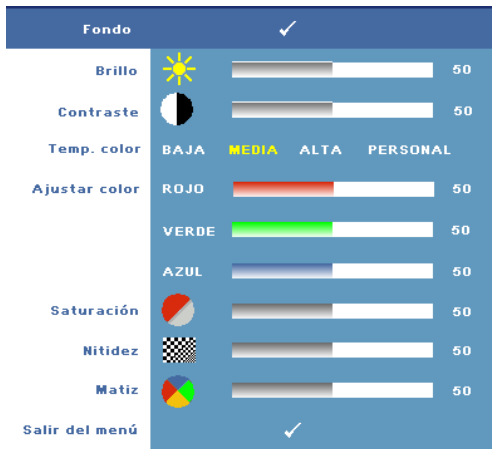 Fondo
Brillo 50
Contraste 50
Temp. color BAJA MEDIA ALTA PERSONAL
Ajustar color ROJO 50
VERDE 50
AZUL 50
Saturación 50
Nitidez 50
Matiz 50
Salir del menú